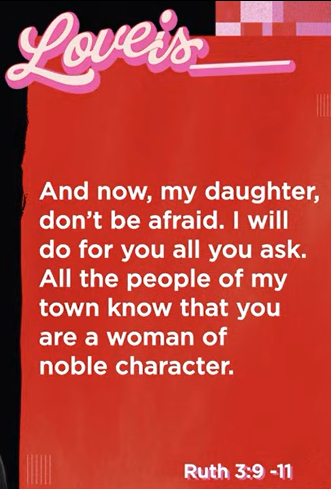 Love is___
And now, my daughter,
don't be afraid. I will
do for you all you ask.
All the people of my
town know that you
are a woman of
noble character.
Ruth 3:9 -11